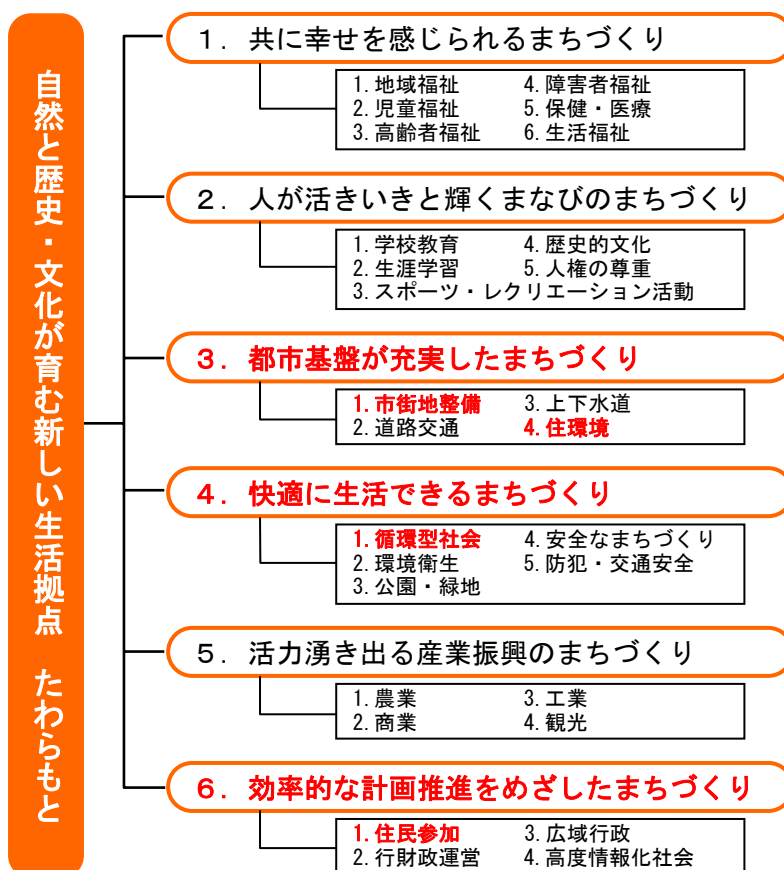 自然と歴史・文化が育む新しい生活拠点　たわらもと
１．共に幸せを感じられるまちづくり
1.地域福祉　4.障害者福祉
2.児童福祉　5.保健・医療
3.高齢者福祉　6.生活福祉
２．人が活きいきと輝くまなびのまちづくり
1.学校教育　4.歴史的文化
2.生涯学習　5.人権の尊重
3.スポーツ・レクリエーション活動
３．都市基盤が充実したまちづくり
1.市街地整備　3.上下水道
2.道路交通　4.住環境
４．快適に生活できるまちづくり
1.循環型社会　4.安全なまちづくり
2.環境衛生　5.防犯・交通安全
3.公園・緑地
５．活力湧き出る産業振興のまちづくり
1.農業　3.工業
2.商業　4.観光
６．効率的な計画推進をめざしたまちづくり
1.住民参加　3.広域行政
2.行財政運営　4.高度情報化社会